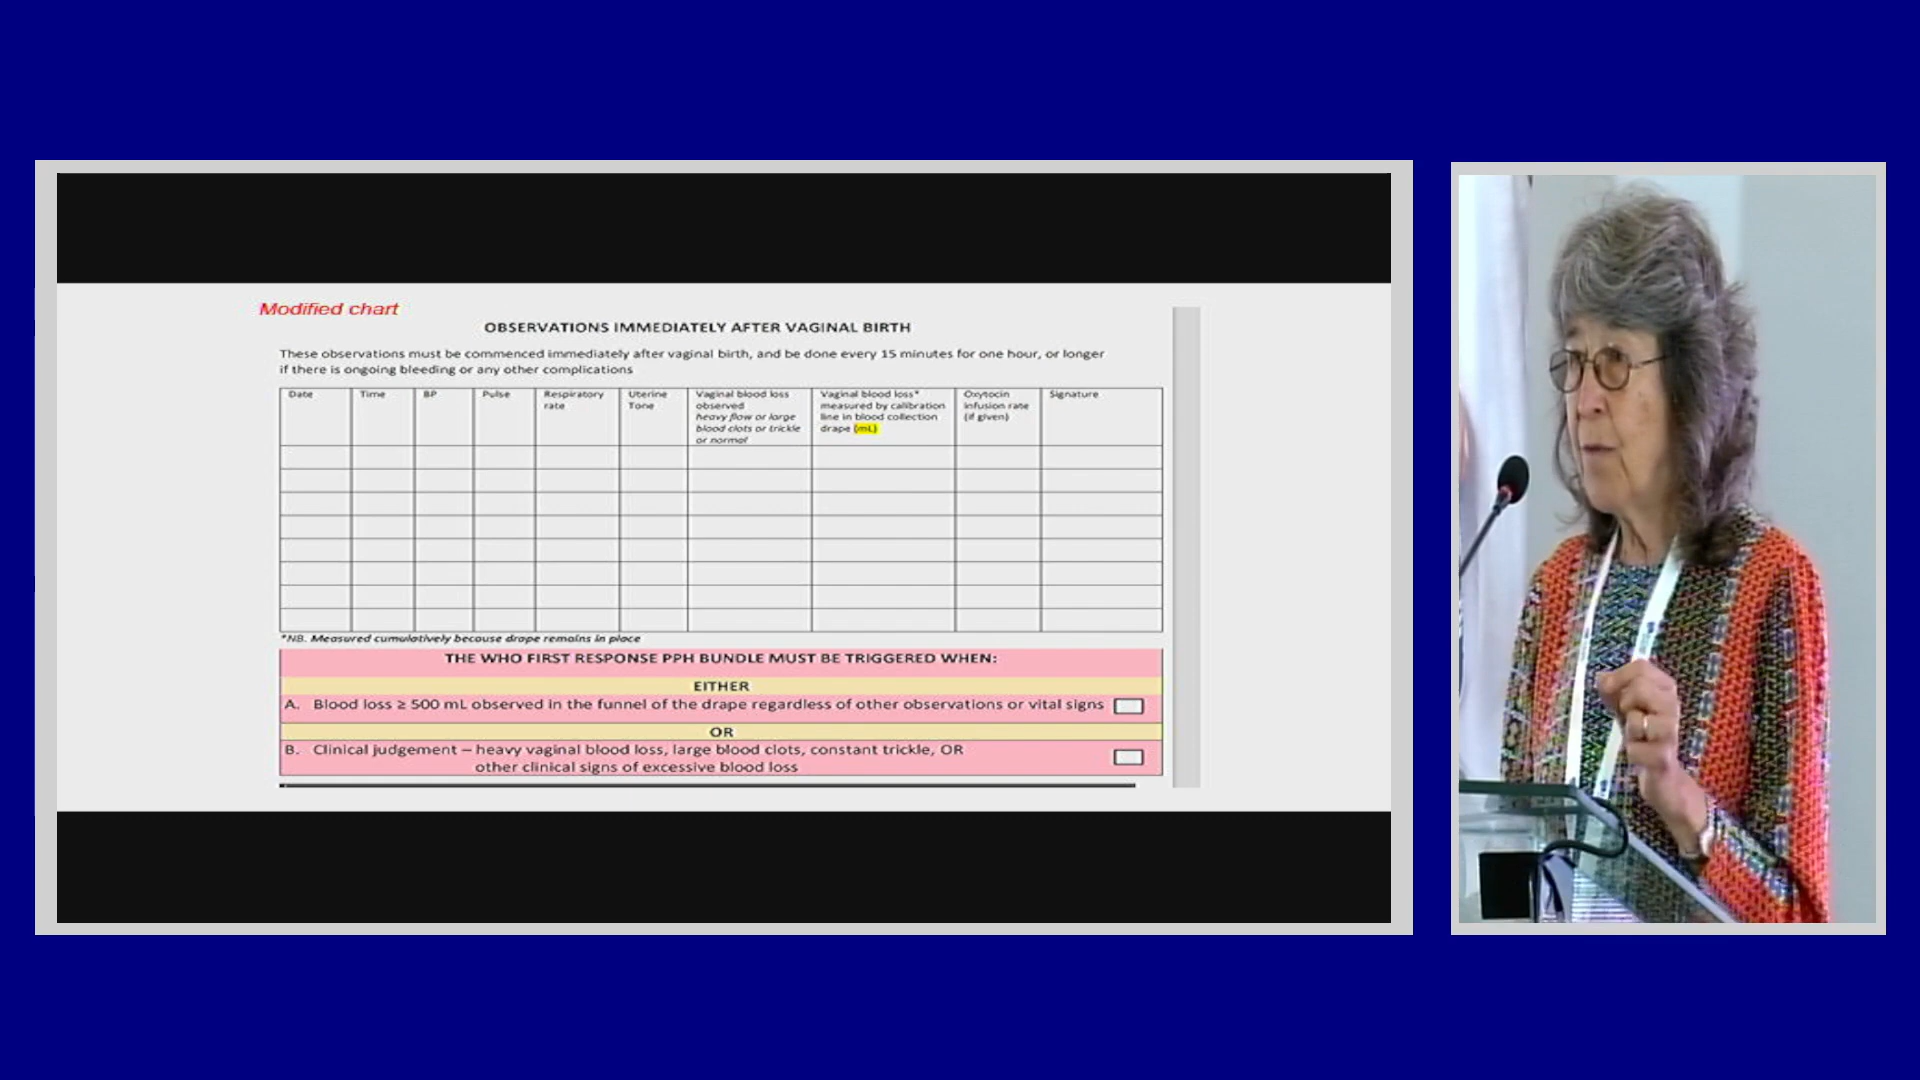 Modified chart
OBSERVATIONS IMMEDIATELY AFTER VAGINAL BIRTH
These observations must be commenced immediately after vaginal birth, and be done every 15 minutes for one hour, or longer
if there is ongoing bleeding or any other complications
Date
Time
BP
Pulse
Respiratory
rate
Uterine
Tone
Vaginal blood loss
observed
heavy flow or large
blood clots or trickle
or normal
Vaginal blood loss*
measured by calibration
line in blood collection
drape (mL)
Oxytocin
infusion rate
(if given)
Signature
*NB. Measured cumulatively because drape remains in place
THE WHO FIRST RESPONSE PPH BUNDLE MUST BE TRIGGERED WHEN:
EITHER
A. Blood loss ≥ 500 mL observed in the funnel of the drape regardless of other observations or vital signs
OR
B. Clinical judgement – heavy vaginal blood loss, large blood clots, constant trickle, OR
other clinical signs of excessive blood loss